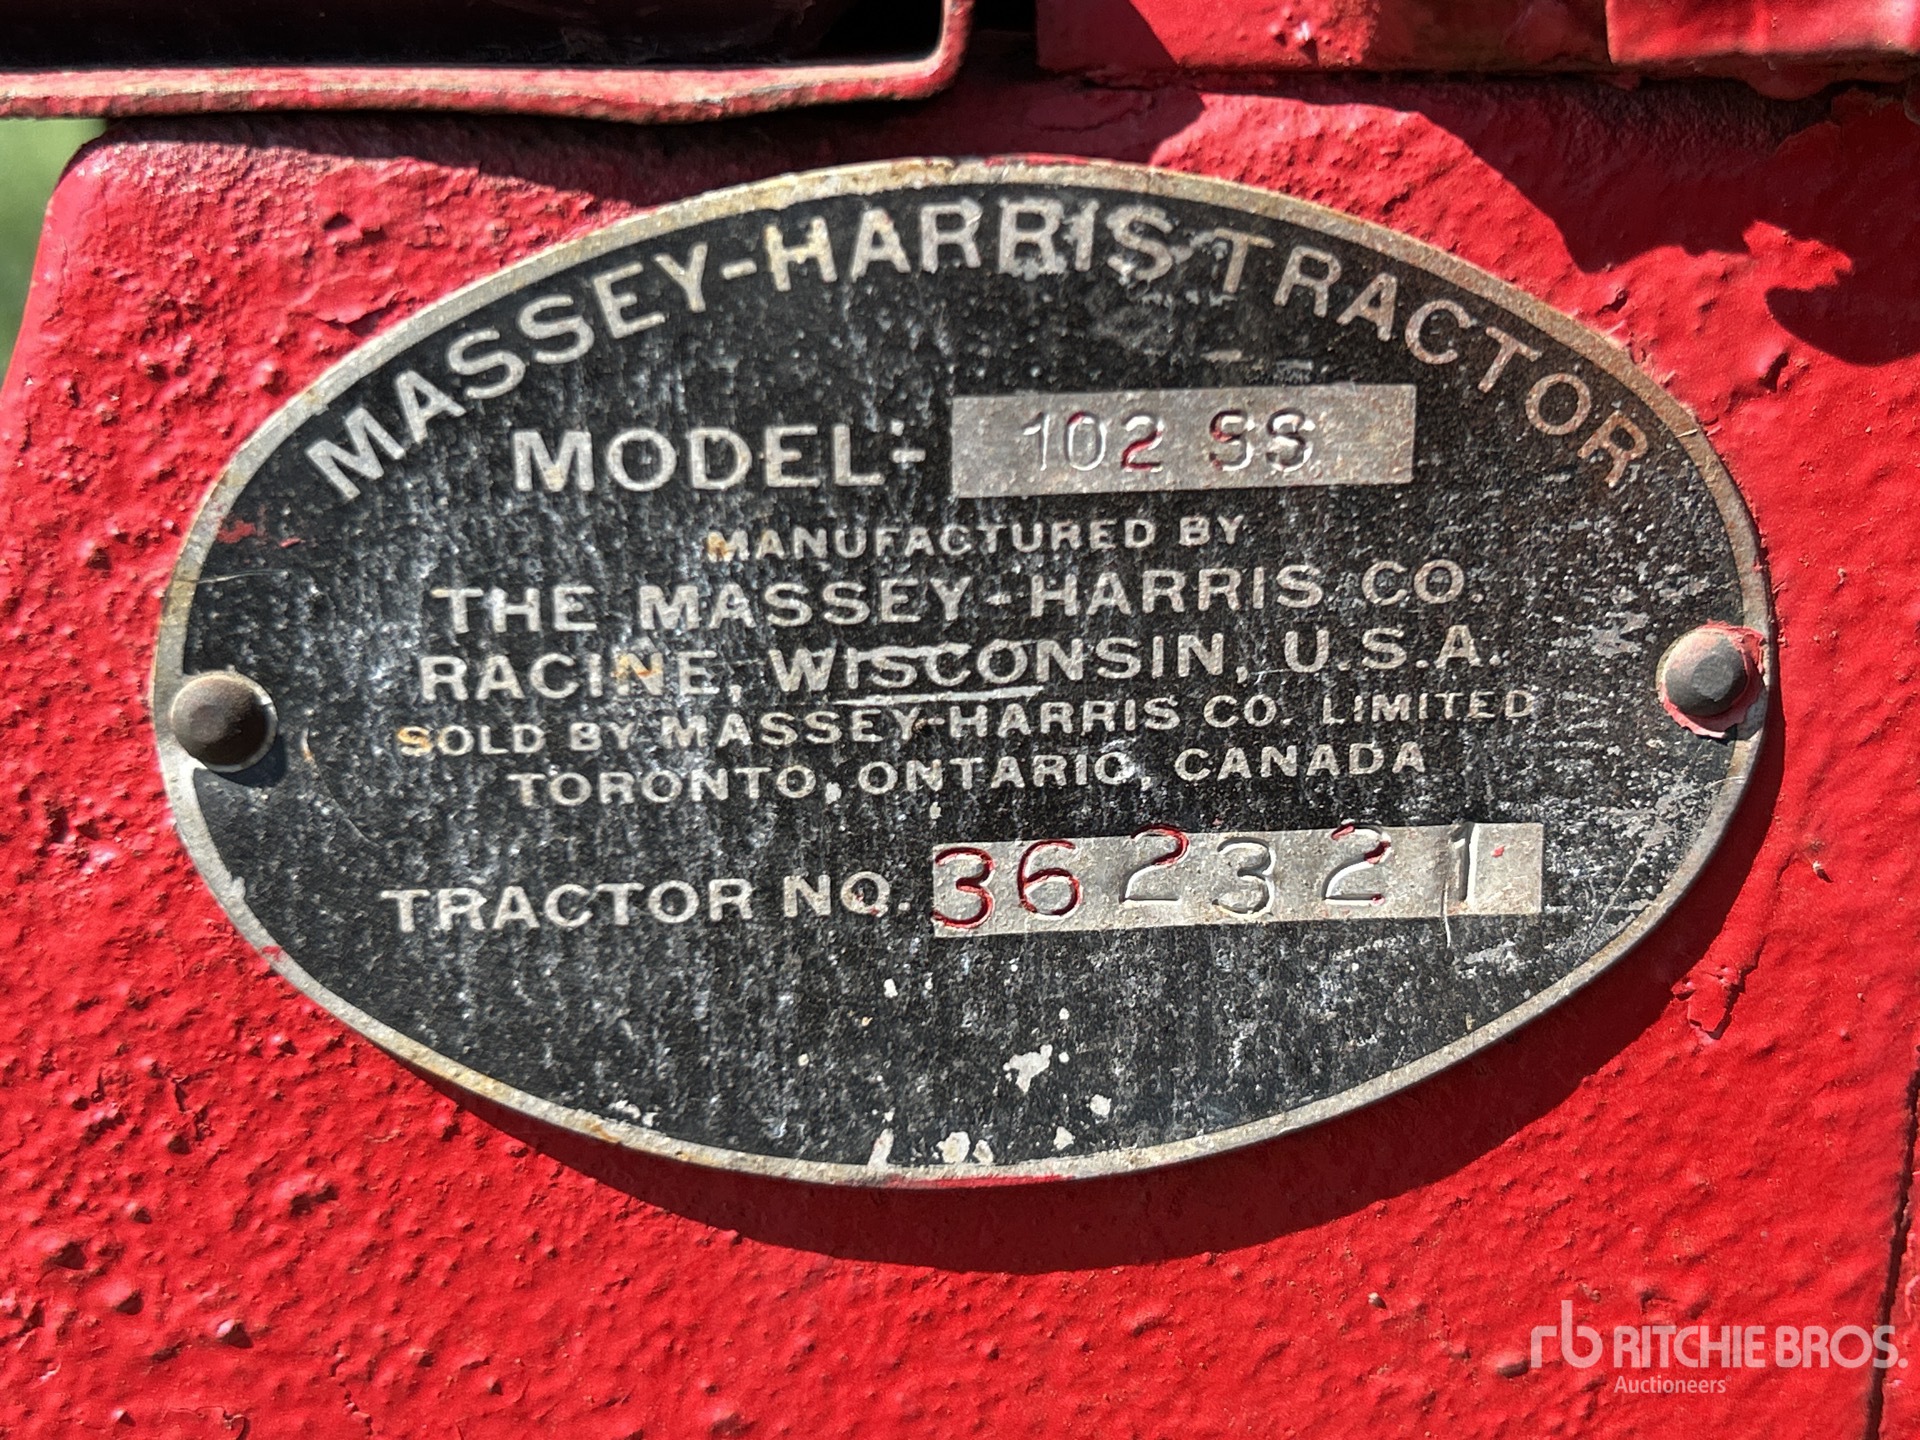 MASSEY-HARRIS TRACTOR
MODEL:- 102 SS
MANUFACTURED BY
THE MASSEY-HARRIS CO.
RACINE, WISCONSIN, U.S.A.
SOLD BY MASSEY-HARRIS CO. LIMITED
TORONTO, ONTARIO, CANADA
TRACTOR NO. 362321
rb RITCHIE BROS.
Auctioneers